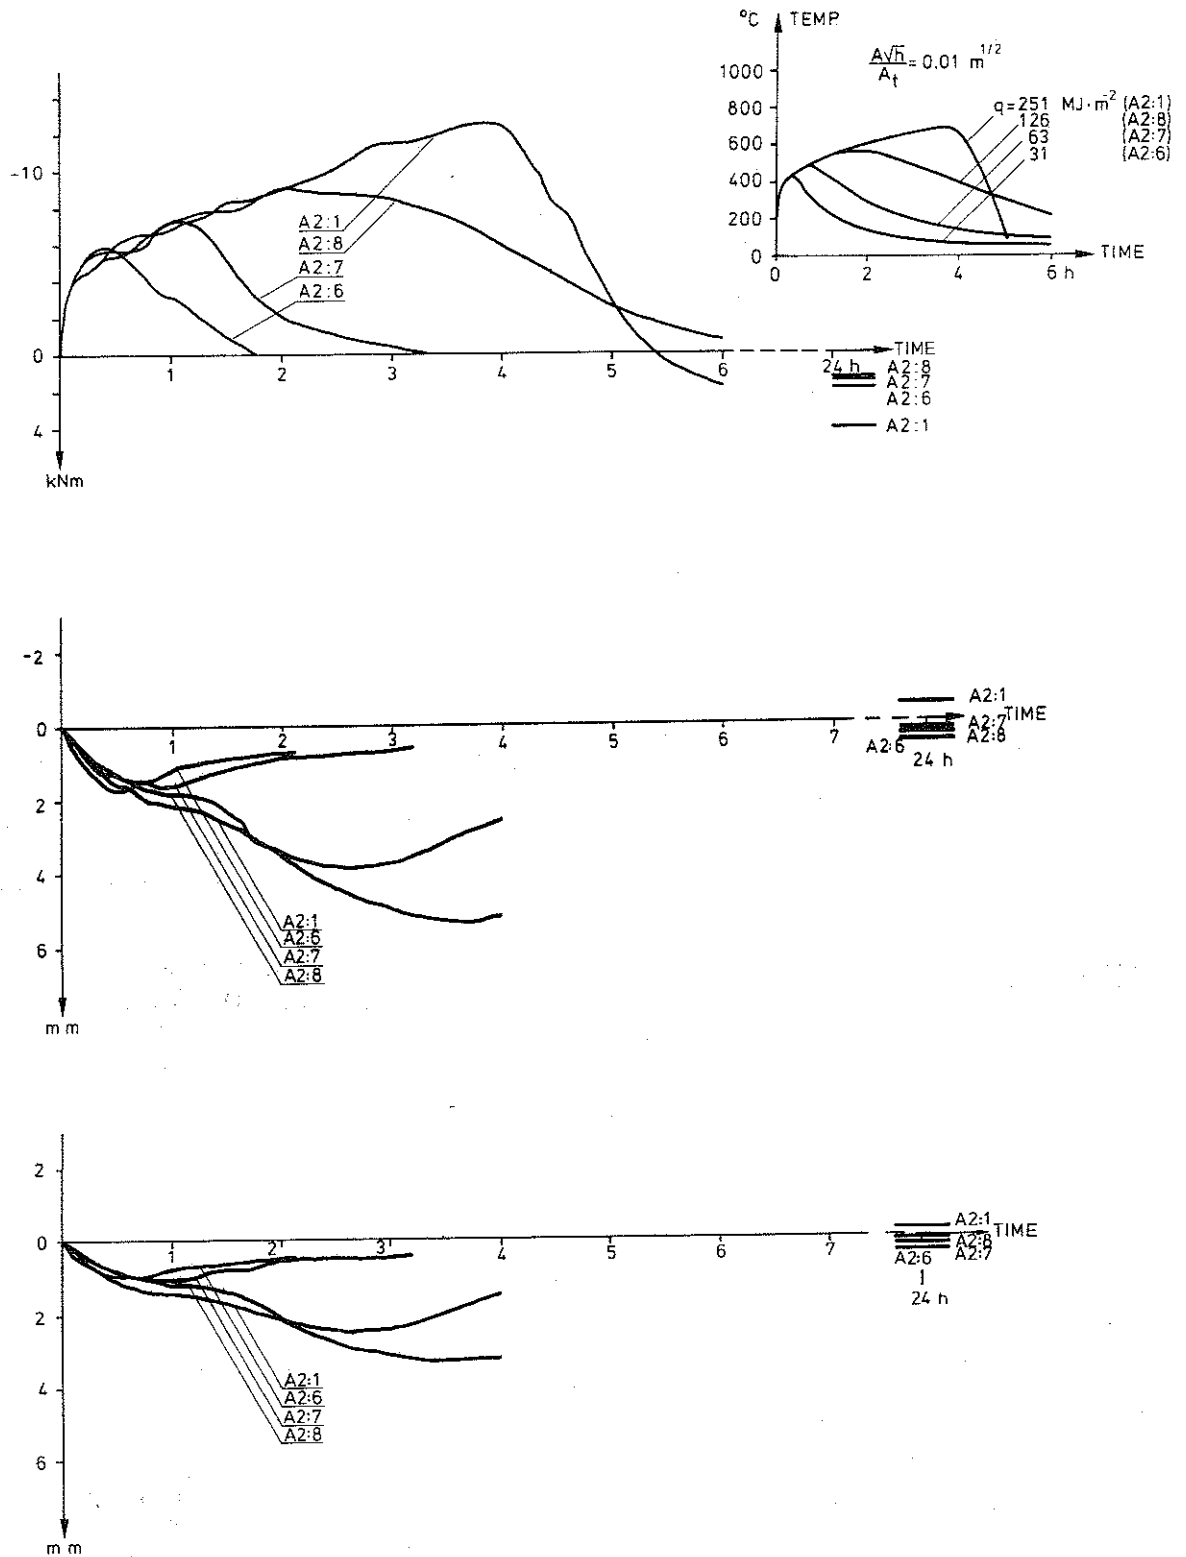 °C TEMP.
A√h/At = 0.01 m1/2
1000
800
600
400
200
0
q=251 MJ·m-2 (A2:1)
126 (A2:8)
63 (A2:7)
31 (A2:6)
0 2 4 6 h
TIME
-10
0
4
kNm
A2:1
A2:8
A2:7
A2:6
1 2 3 4 5 6
TIME
24 h
A2:8
A2:7
A2:6
A2:1
-2
0
2
4
6
mm
1 2 3 4 5 6 7
A2:1
A2:6
A2:7
A2:8
A2:1
TIME
A2:7
A2:6 A2:8
24 h
2
0
2
4
6
mm
1 2 3 4 5 6 7
A2:1
A2:6
A2:7
A2:8
A2:1
TIME
A2:8
A2:6 A2:7
24 h